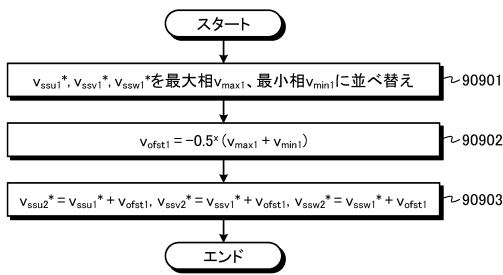 スタート
vssu1*, vssv1*, vssw1*を最大相vmax1、最小相vmin1に並べ替え
90901
vofst1 = −0.5x (vmax1 + vmin1)
90902
vssu2* = vssu1* + vofst1, vssv2* = vssv1* + vofst1, vssw2* = vssw1* + vofst1
90903
エンド